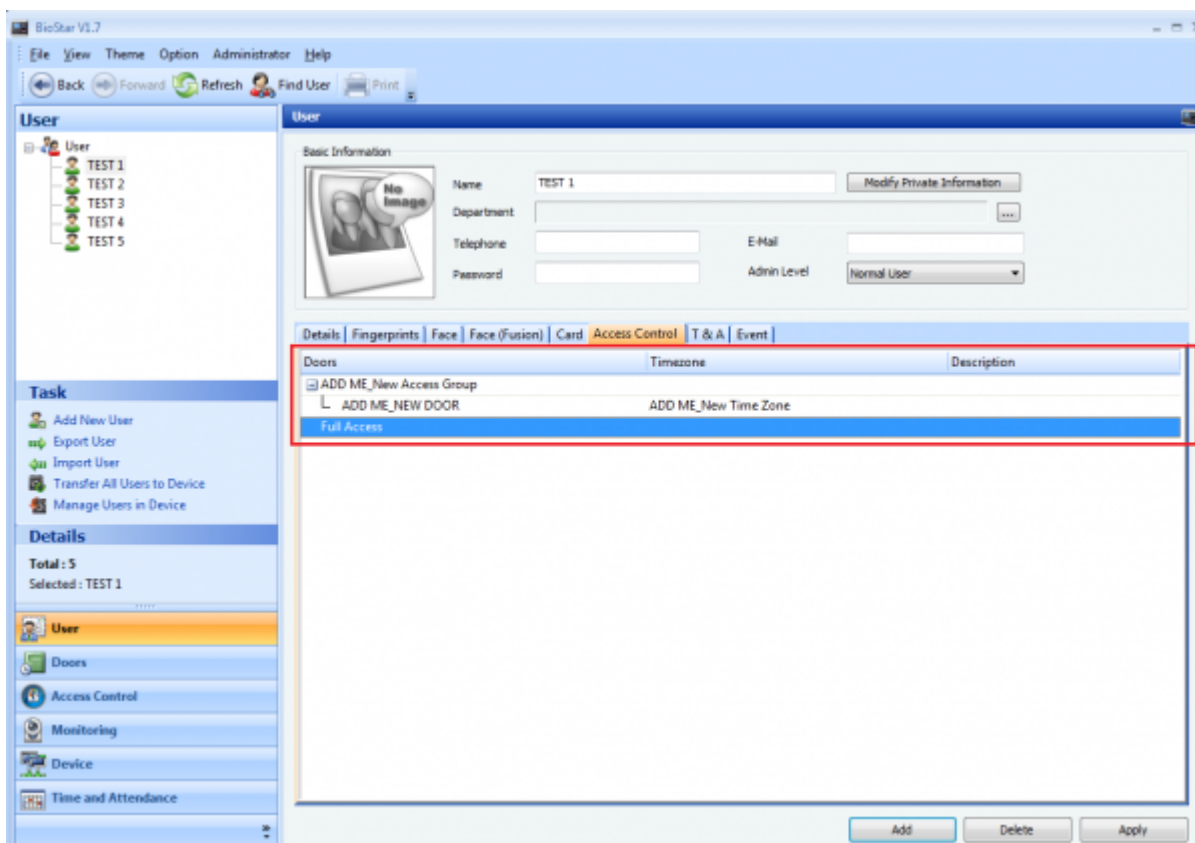 BioStar V1.7
File View Theme Option Administrator Help
Back Forward Refresh Find User Print
User
User
TEST 1
TEST 2
TEST 3
TEST 4
TEST 5
Task
Add New User
Export User
Import User
Transfer All Users to Device
Manage Users in Device
Details
Total : 5
Selected : TEST 1
User
Doors
Access Control
Monitoring
Device
Time and Attendance
User
Basic Information
No Image
Name TEST 1 Modify Private Information
Department ...
Telephone E-Mail
Password Admin Level Normal User
Details Fingerprints Face Face (Fusion) Card Access Control T & A Event
Doors Timezone Description
ADD ME_New Access Group
ADD ME_NEW DOOR ADD ME_New Time Zone
Full Access
Add Delete Apply